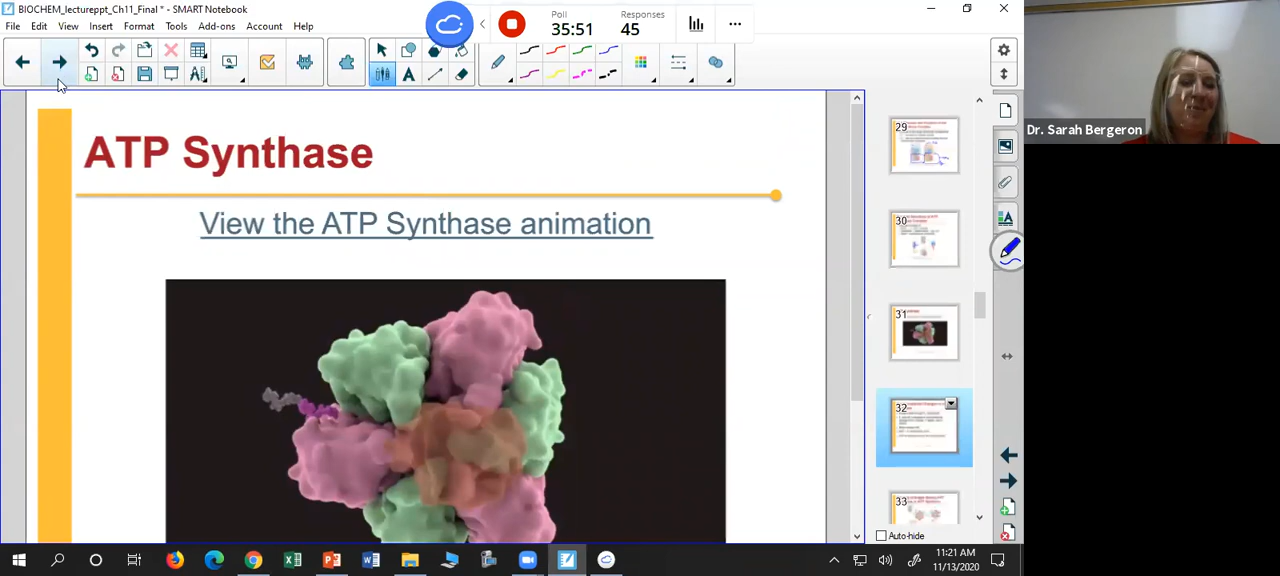 BIOCHEM_lectureppt_Ch11_Final * - SMART Notebook
File Edit View Insert Format Tools Add-ons Account Help
Poll
35:51
Responses
45
ATP Synthase
View the ATP Synthase animation
29
30
31
32
33
Auto-hide
Dr. Sarah Bergeron
11:21 AM
11/13/2020